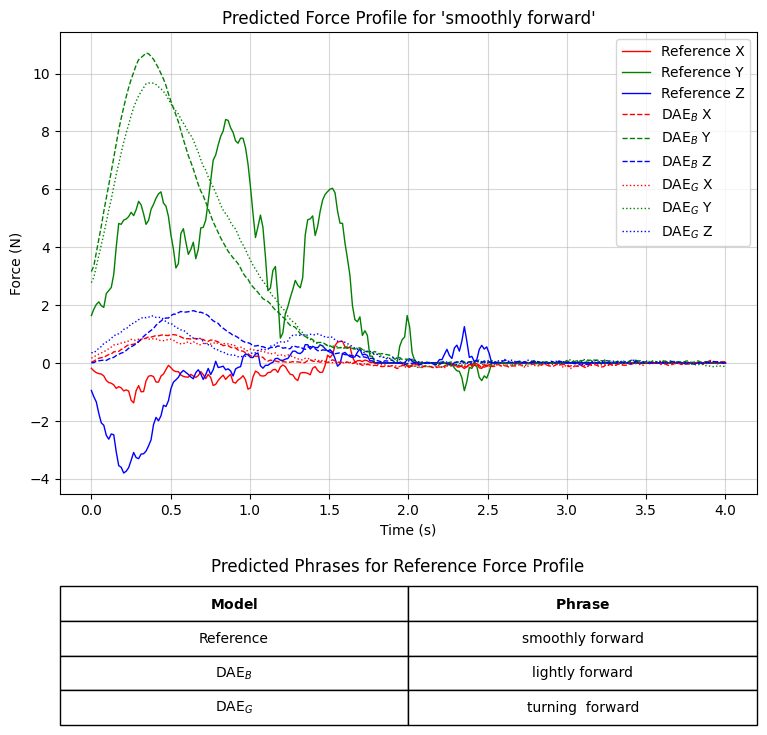 Predicted Force Profile for 'smoothly forward'
Reference X
Reference Y
Reference Z
DAE_B X
DAE_B Y
DAE_B Z
DAE_G X
DAE_G Y
DAE_G Z
Force (N)
10
8
6
4
2
0
−2
−4
0.0 0.5 1.0 1.5 2.0 2.5 3.0 3.5 4.0
Time (s)
Predicted Phrases for Reference Force Profile
Model Phrase
Reference smoothly forward
DAE_B lightly forward
DAE_G turning  forward